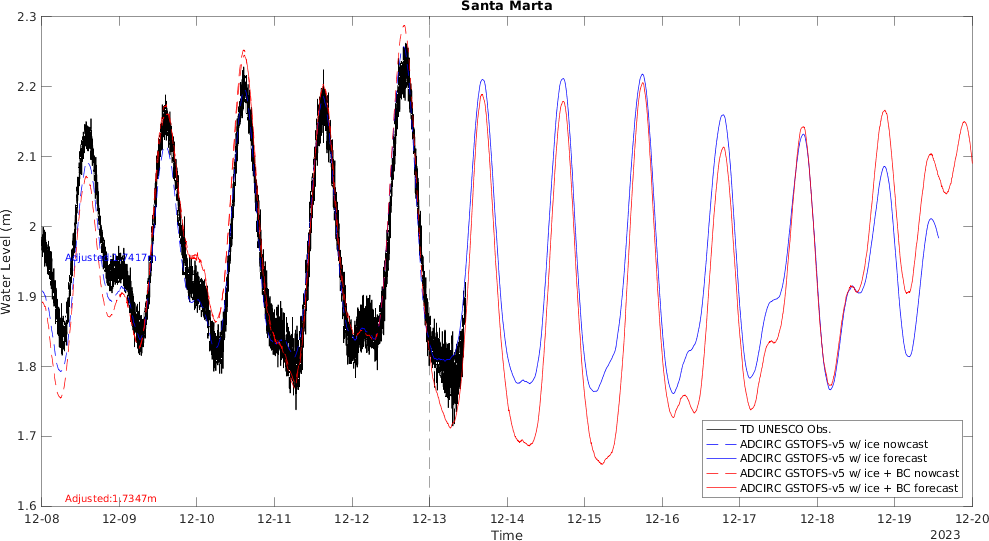 Santa Marta
2.3
2.2
2.1
2
1.9
1.8
1.7
1.6
Water Level (m)
Adjusted:1.7417m
Adjusted:1.7347m
TD UNESCO Obs.
ADCIRC GSTOFS-v5 w/ ice nowcast
ADCIRC GSTOFS-v5 w/ ice forecast
ADCIRC GSTOFS-v5 w/ ice + BC nowcast
ADCIRC GSTOFS-v5 w/ ice + BC forecast
12-08 12-09 12-10 12-11 12-12 12-13 12-14 12-15 12-16 12-17 12-18 12-19 12-20
Time
2023